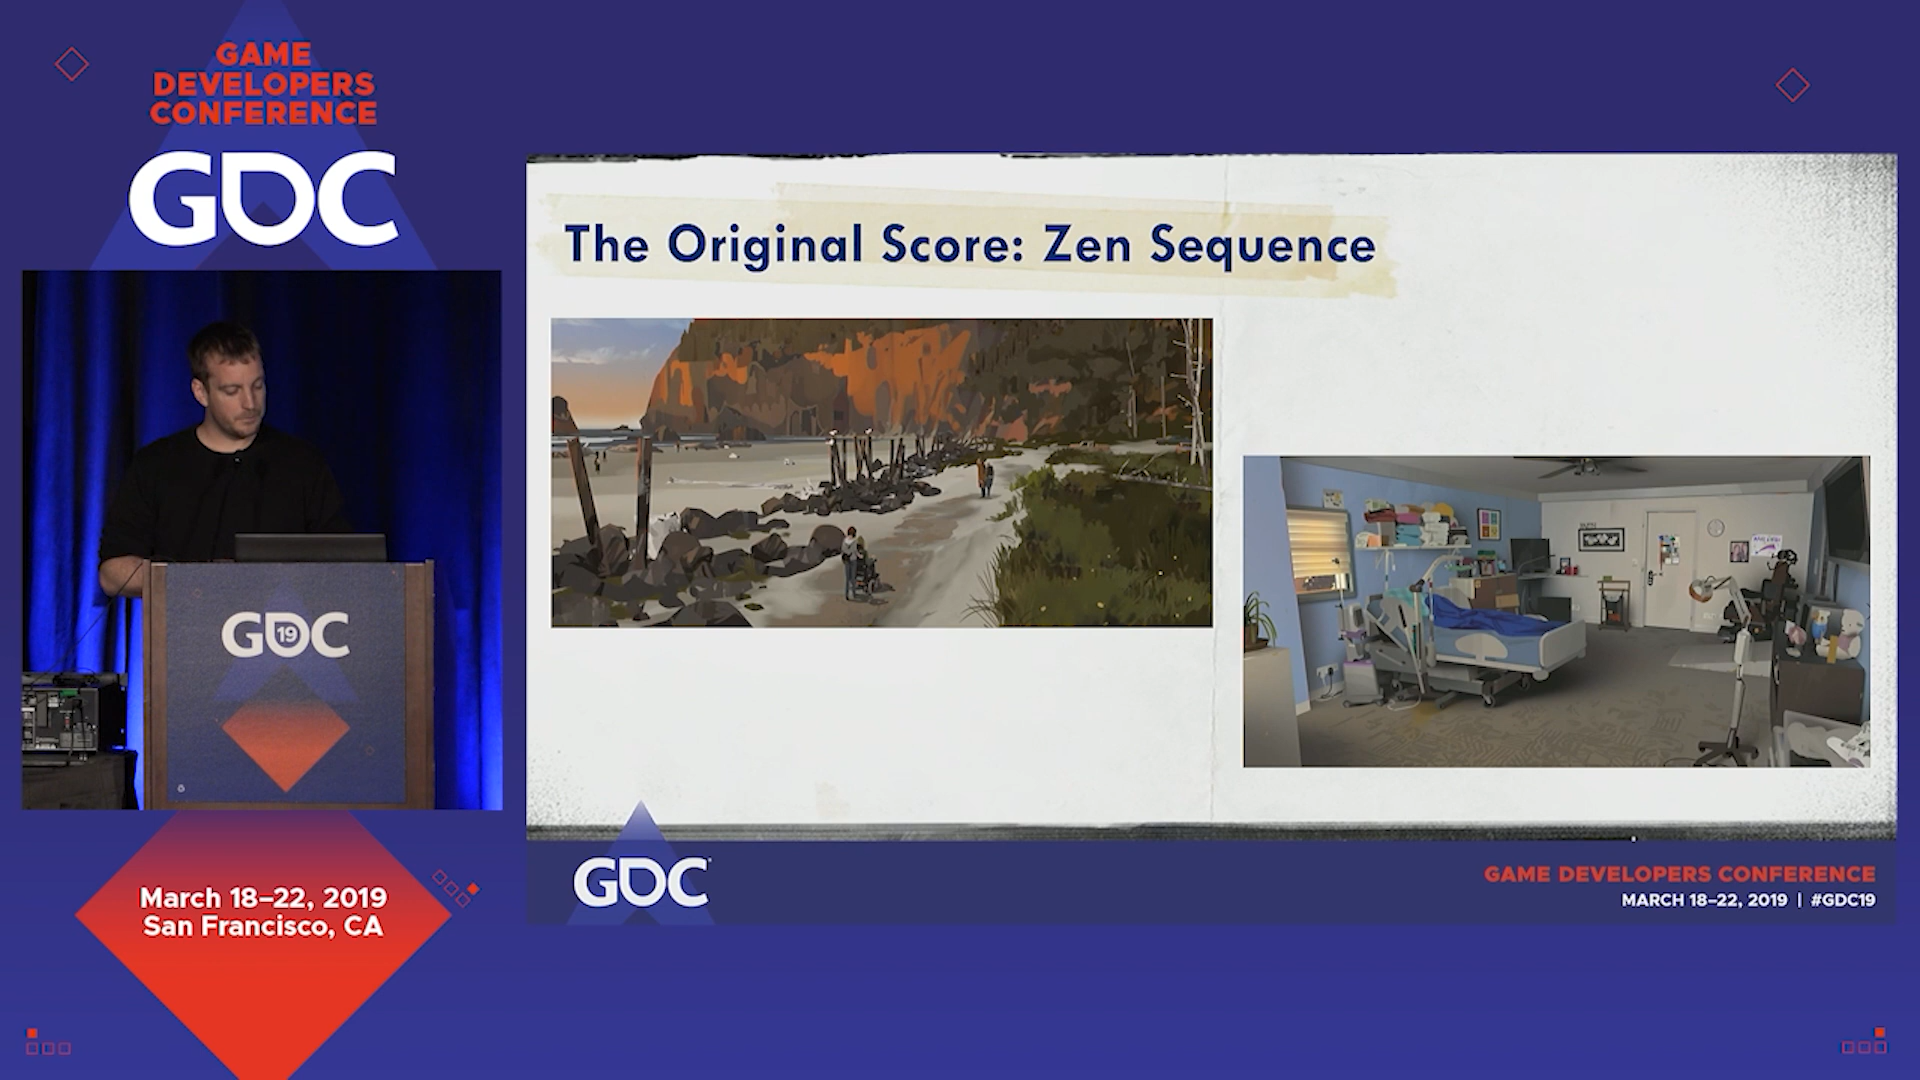 GAME
DEVELOPERS
CONFERENCE
GDC
GDC
19
March 18–22, 2019
San Francisco, CA
The Original Score: Zen Sequence
GDC
GAME DEVELOPERS CONFERENCE
MARCH 18–22, 2019 | #GDC19